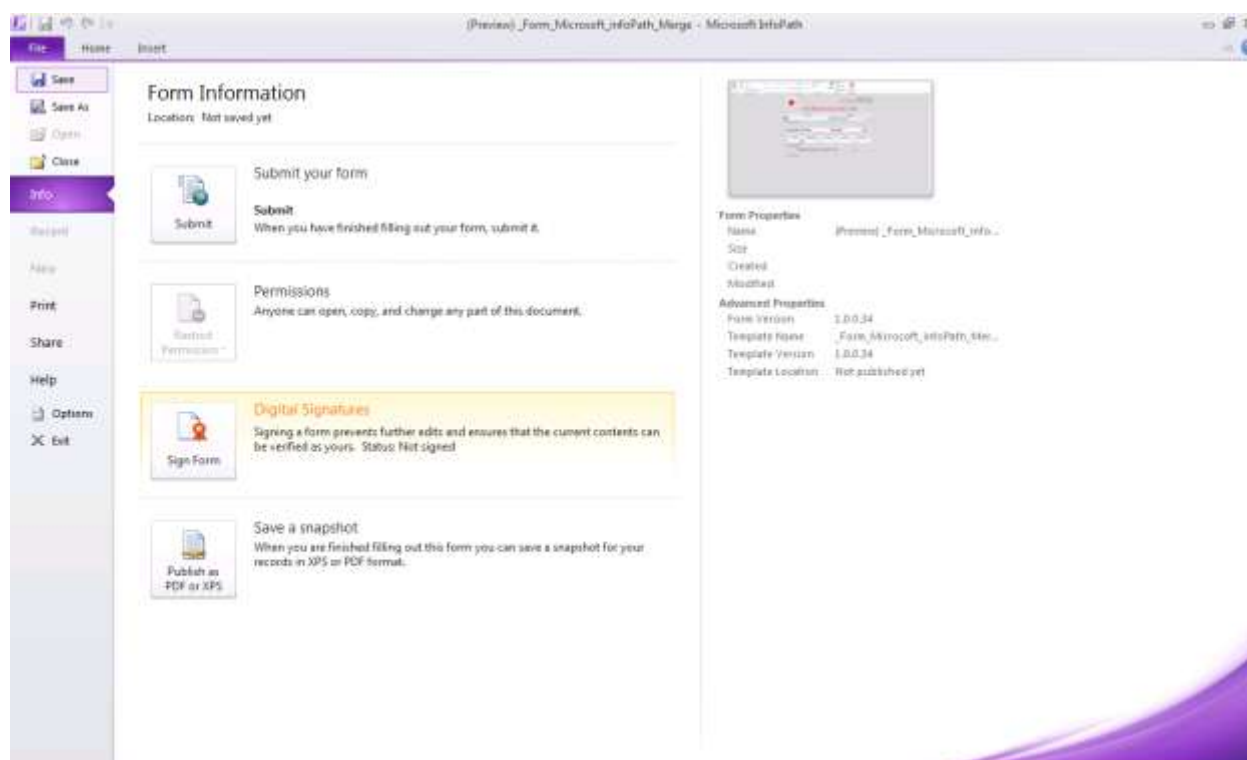 (Preview) _Form_Microsoft_infoPath_Merge - Microsoft InfoPath
File Home Insert
Save
Save As
Open
Close
Info
Recent
New
Print
Share
Help
Options
Exit
Form Information
Location: Not saved yet
Submit
Submit your form
Submit
When you have finished filling out your form, submit it.
Restrict
Permission
Permissions
Anyone can open, copy, and change any part of this document.
Sign Form
Digital Signatures
Signing a form prevents further edits and ensures that the current contents can
be verified as yours. Status: Not signed
Publish as
PDF or XPS
Save a snapshot
When you are finished filling out this form you can save a snapshot for your
records in XPS or PDF format.
Form Properties
Name (Preview) _Form_Microsoft_info...
Size
Created
Modified
Advanced Properties
Form Version 1.0.0.34
Template Name _Form_Microsoft_infoPath_Mer...
Template Version 1.0.0.34
Template Location Not published yet